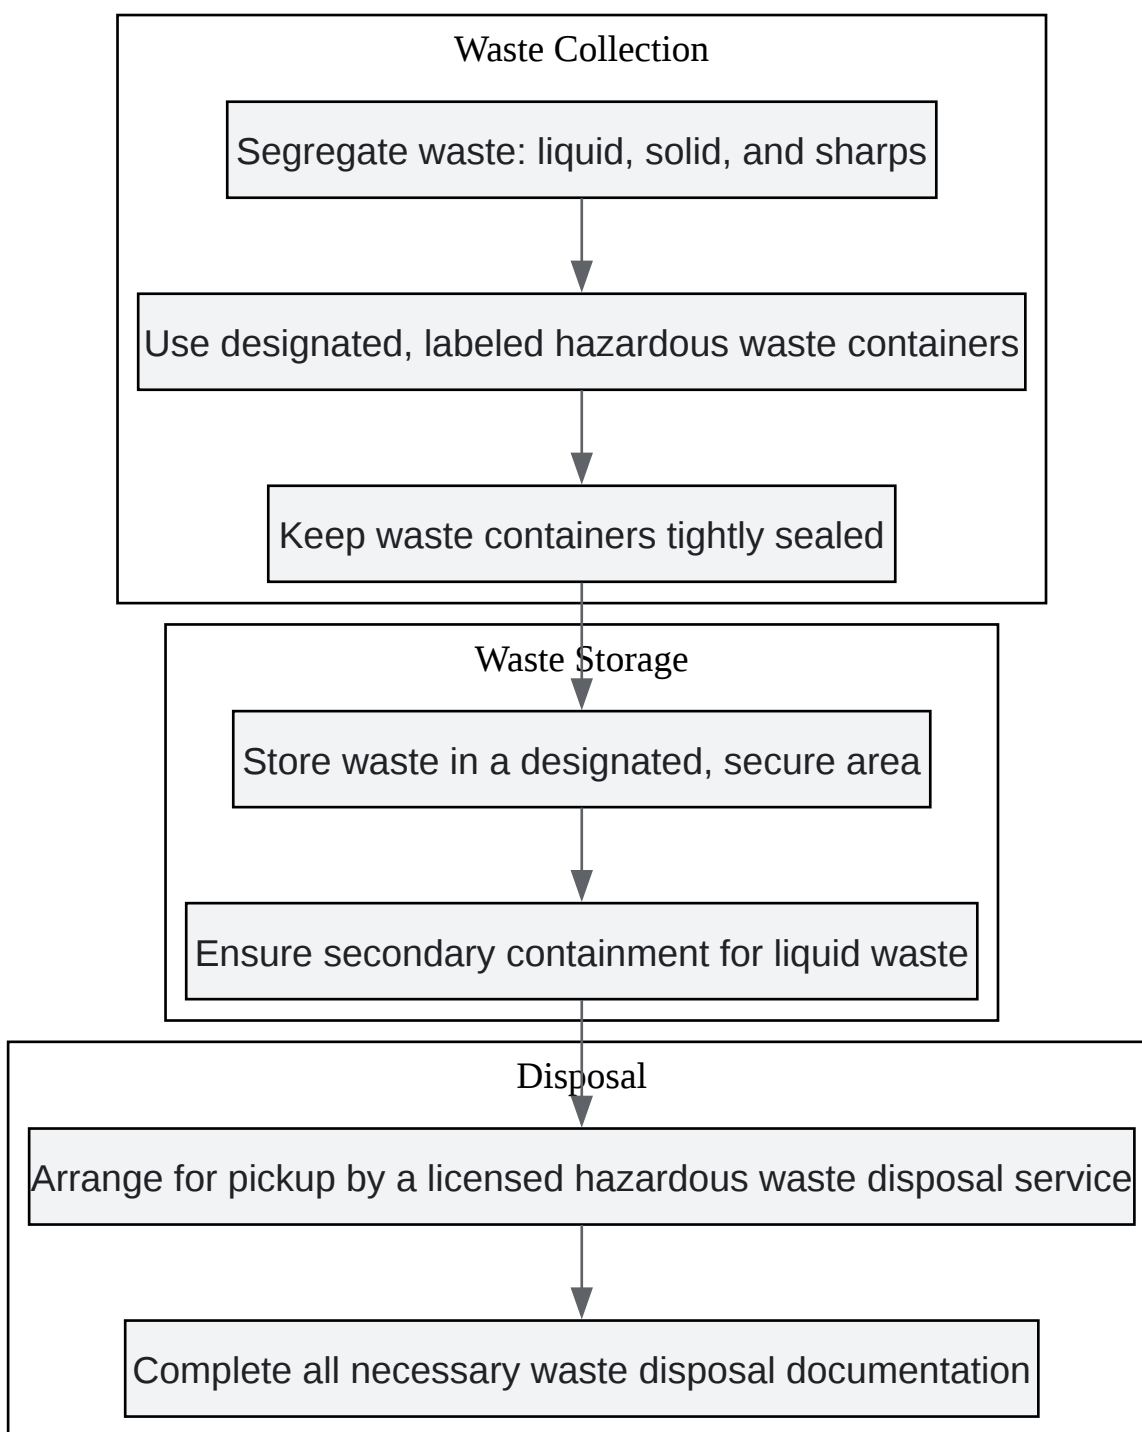 Waste Collection
Segregate waste: liquid, solid, and sharps
Use designated, labeled hazardous waste containers
Keep waste containers tightly sealed
Waste Storage
Store waste in a designated, secure area
Ensure secondary containment for liquid waste
Disposal
Arrange for pickup by a licensed hazardous waste disposal service
Complete all necessary waste disposal documentation